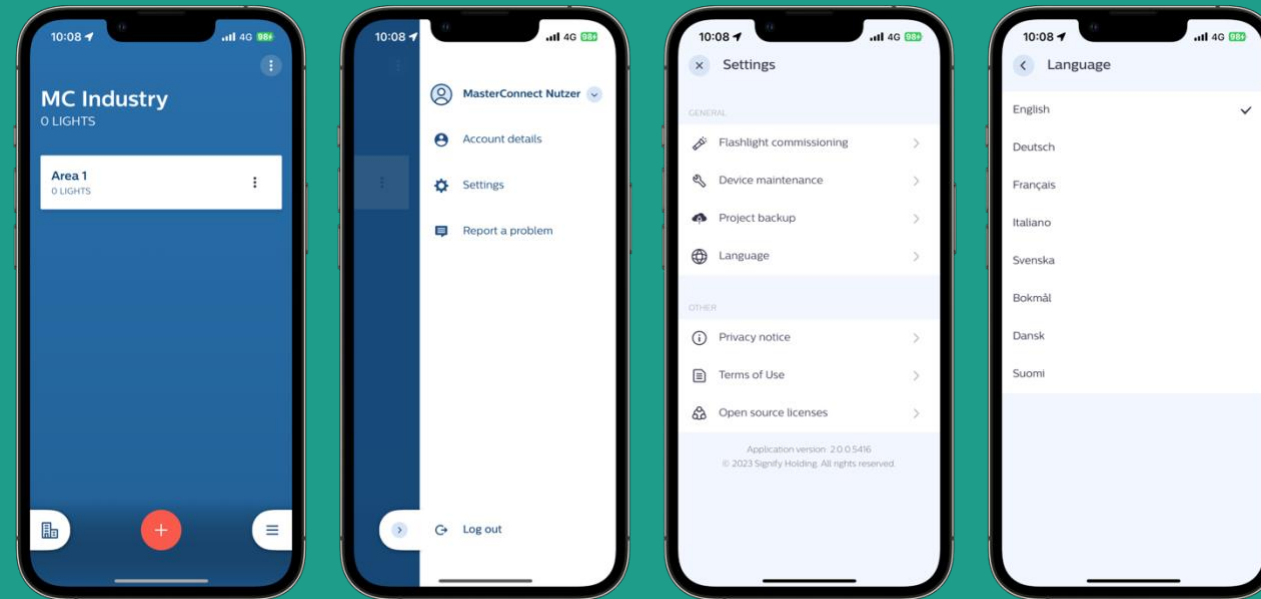 10:08
4G 98
MC Industry
0 LIGHTS
Area 1
0 LIGHTS
10:08
4G 98
MasterConnect Nutzer
Account details
Settings
Report a problem
Log out
10:08
4G 98
Settings
GENERAL
Flashlight commissioning
Device maintenance
Project backup
Language
OTHER
Privacy notice
Terms of Use
Open source licenses
Application version: 2.0.0.5416
© 2023 Signify Holding. All rights reserved.
10:08
4G 98
Language
English
Deutsch
Français
Italiano
Svenska
Bokmål
Dansk
Suomi